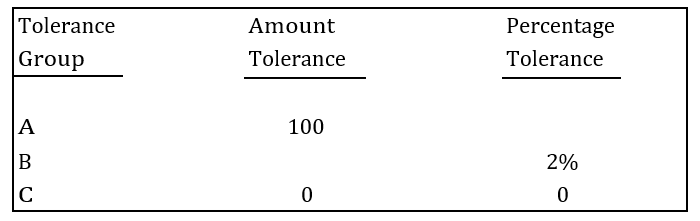 Tolerance Amount Percentage
Group Tolerance Tolerance
A 100
B 2%
C 0 0